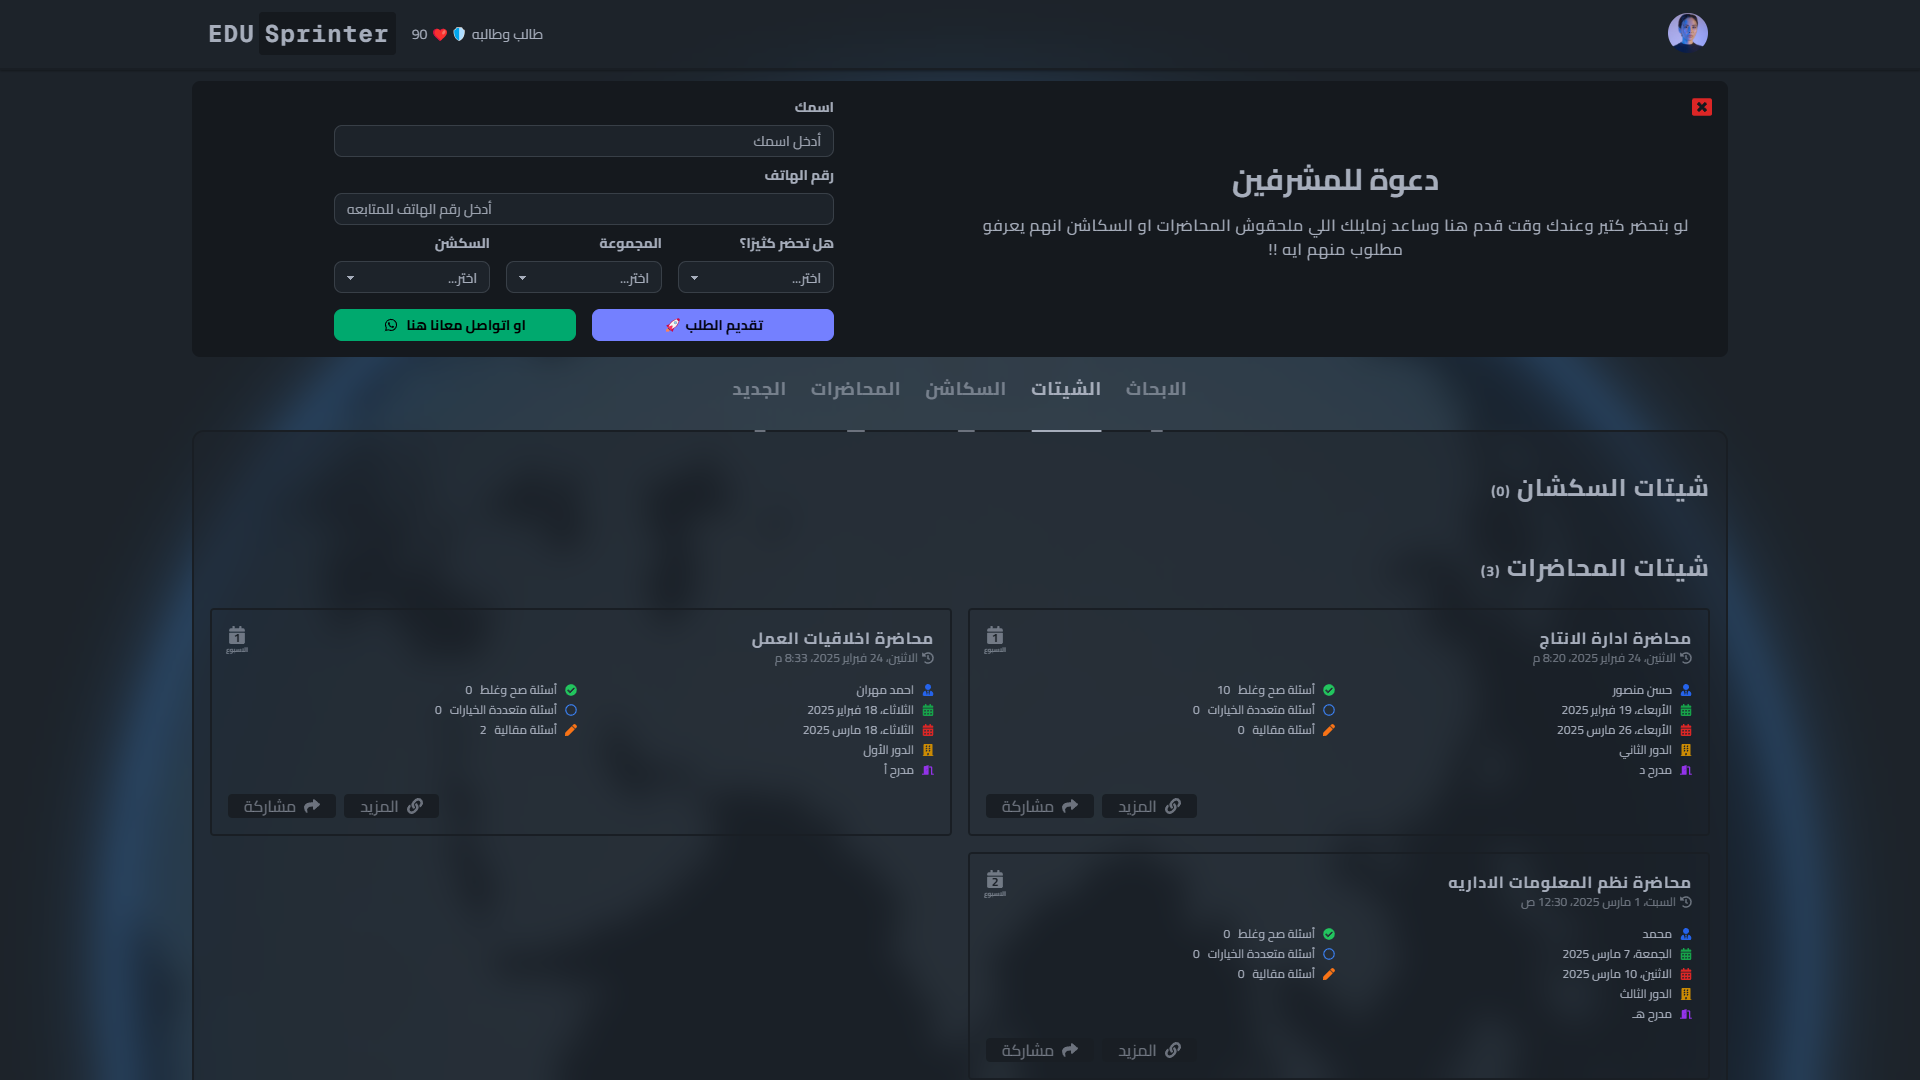 EDU Sprinter
90 ❤️ طالب وطالبه
دعوة للمشرفين
لو بتحضر كتير وعندك وقت قدم هنا وساعد زمايلك اللي ملحقوش المحاضرات او السكاشن انهم يعرفو
مطلوب منهم ايه !!
اسمك
أدخل اسمك
رقم الهاتف
أدخل رقم الهاتف للمتابعه
هل تحضر كثيرًا؟ المجموعة السكشن
اختر... اختر... اختر...
تقديم الطلب 🚀 او اتواصل معانا هنا
الابحاث الشيتات السكاشن المحاضرات الجديد
شيتات السكشان (0)
شيتات المحاضرات (3)
محاضرة ادارة الانتاج
الاثنين، 24 فبراير 2025، 8:20 م
1
الاسبوع
حسن منصور
الأربعاء، 19 فبراير 2025
الأربعاء، 26 مارس 2025
الدور الثاني
مدرج د
أسئلة صح وغلط 10
أسئلة متعددة الخيارات 0
أسئلة مقالية 0
المزيد مشاركة
محاضرة اخلاقيات العمل
الاثنين، 24 فبراير 2025، 8:33 م
1
الاسبوع
احمد مهران
الثلاثاء، 18 فبراير 2025
الثلاثاء، 18 مارس 2025
الدور الأول
مدرج أ
أسئلة صح وغلط 0
أسئلة متعددة الخيارات 0
أسئلة مقالية 2
المزيد مشاركة
محاضرة نظم المعلومات الاداريه
السبت، 1 مارس 2025، 12:30 ص
2
الاسبوع
محمد
الجمعة، 7 مارس 2025
الاثنين، 10 مارس 2025
الدور الثالث
مدرج هـ
أسئلة صح وغلط 0
أسئلة متعددة الخيارات 0
أسئلة مقالية 0
المزيد مشاركة